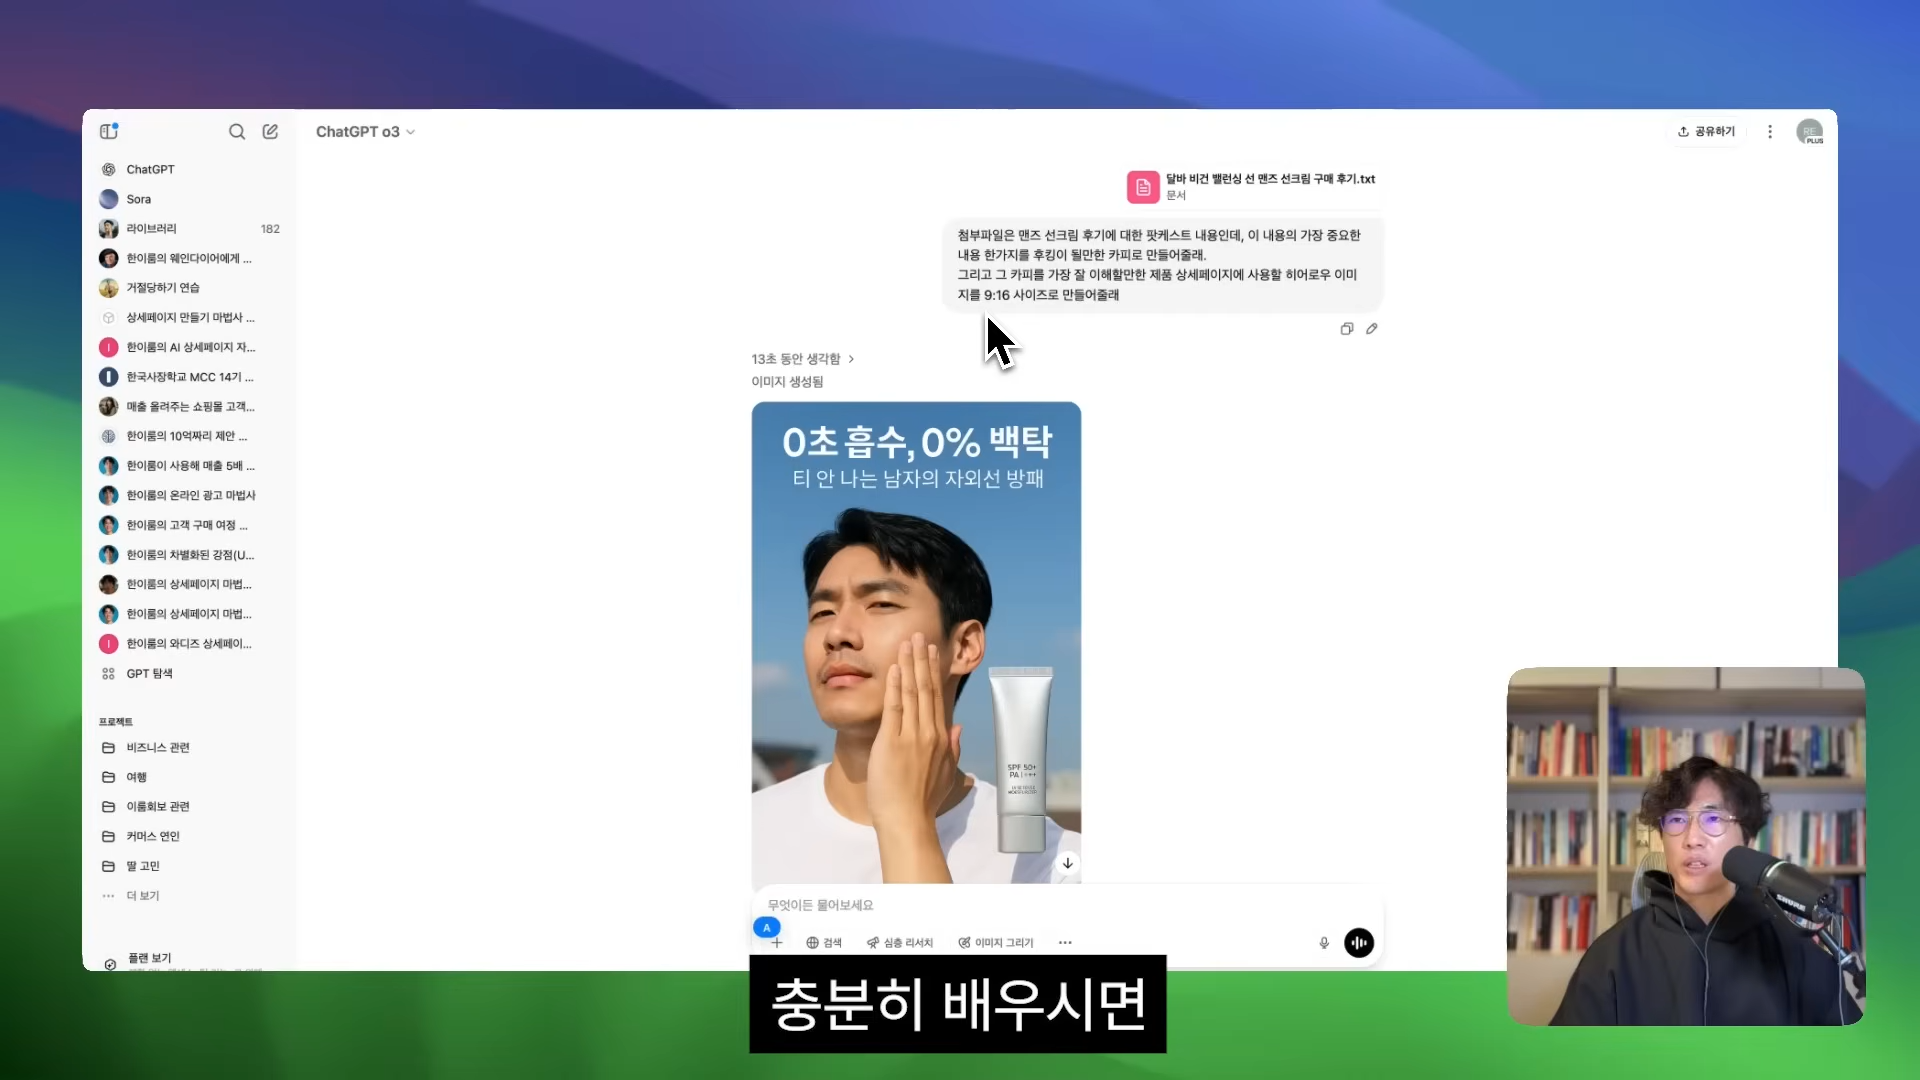 ChatGPT o3
공유하기
RE
PLUS
ChatGPT
Sora
라이브러리 182
한이룸의 웨인다이어에게 ...
거절당하기 연습
상세페이지 만들기 마법사 ...
한이룸의 AI 상세페이지 자...
한국사장학교 MCC 14기 ...
매출 올려주는 쇼핑몰 고객...
한이룸의 10억짜리 제안 ...
한이룸이 사용해 매출 5배 ...
한이룸의 온라인 광고 마법사
한이룸의 고객 구매 여정 ...
한이룸의 차별화된 강점(U...
한이룸의 상세페이지 마법...
한이룸의 상세페이지 마법...
한이룸의 와디즈 상세페이...
GPT 탐색
프로젝트
비즈니스 관련
여행
이룸회보 관련
커머스 연인
딸 고민
더 보기
플랜 보기
달바 비건 밸런싱 선 맨즈 선크림 구매 후기.txt
문서
첨부파일은 맨즈 선크림 후기에 대한 팟케스트 내용인데, 이 내용의 가장 중요한
내용 한가지를 후킹이 될만한 카피로 만들어줄래.
그리고 그 카피를 가장 잘 이해할만한 제품 상세페이지에 사용할 히어로우 이미
지를 9:16 사이즈로 만들어줄래
13초 동안 생각함
이미지 생성됨
0초 흡수, 0% 백탁
티 안 나는 남자의 자외선 방패
SPF 50+
무엇이든 물어보세요
A
검색
심층 리서치
이미지 그리기
SHURE
충분히 배우시면